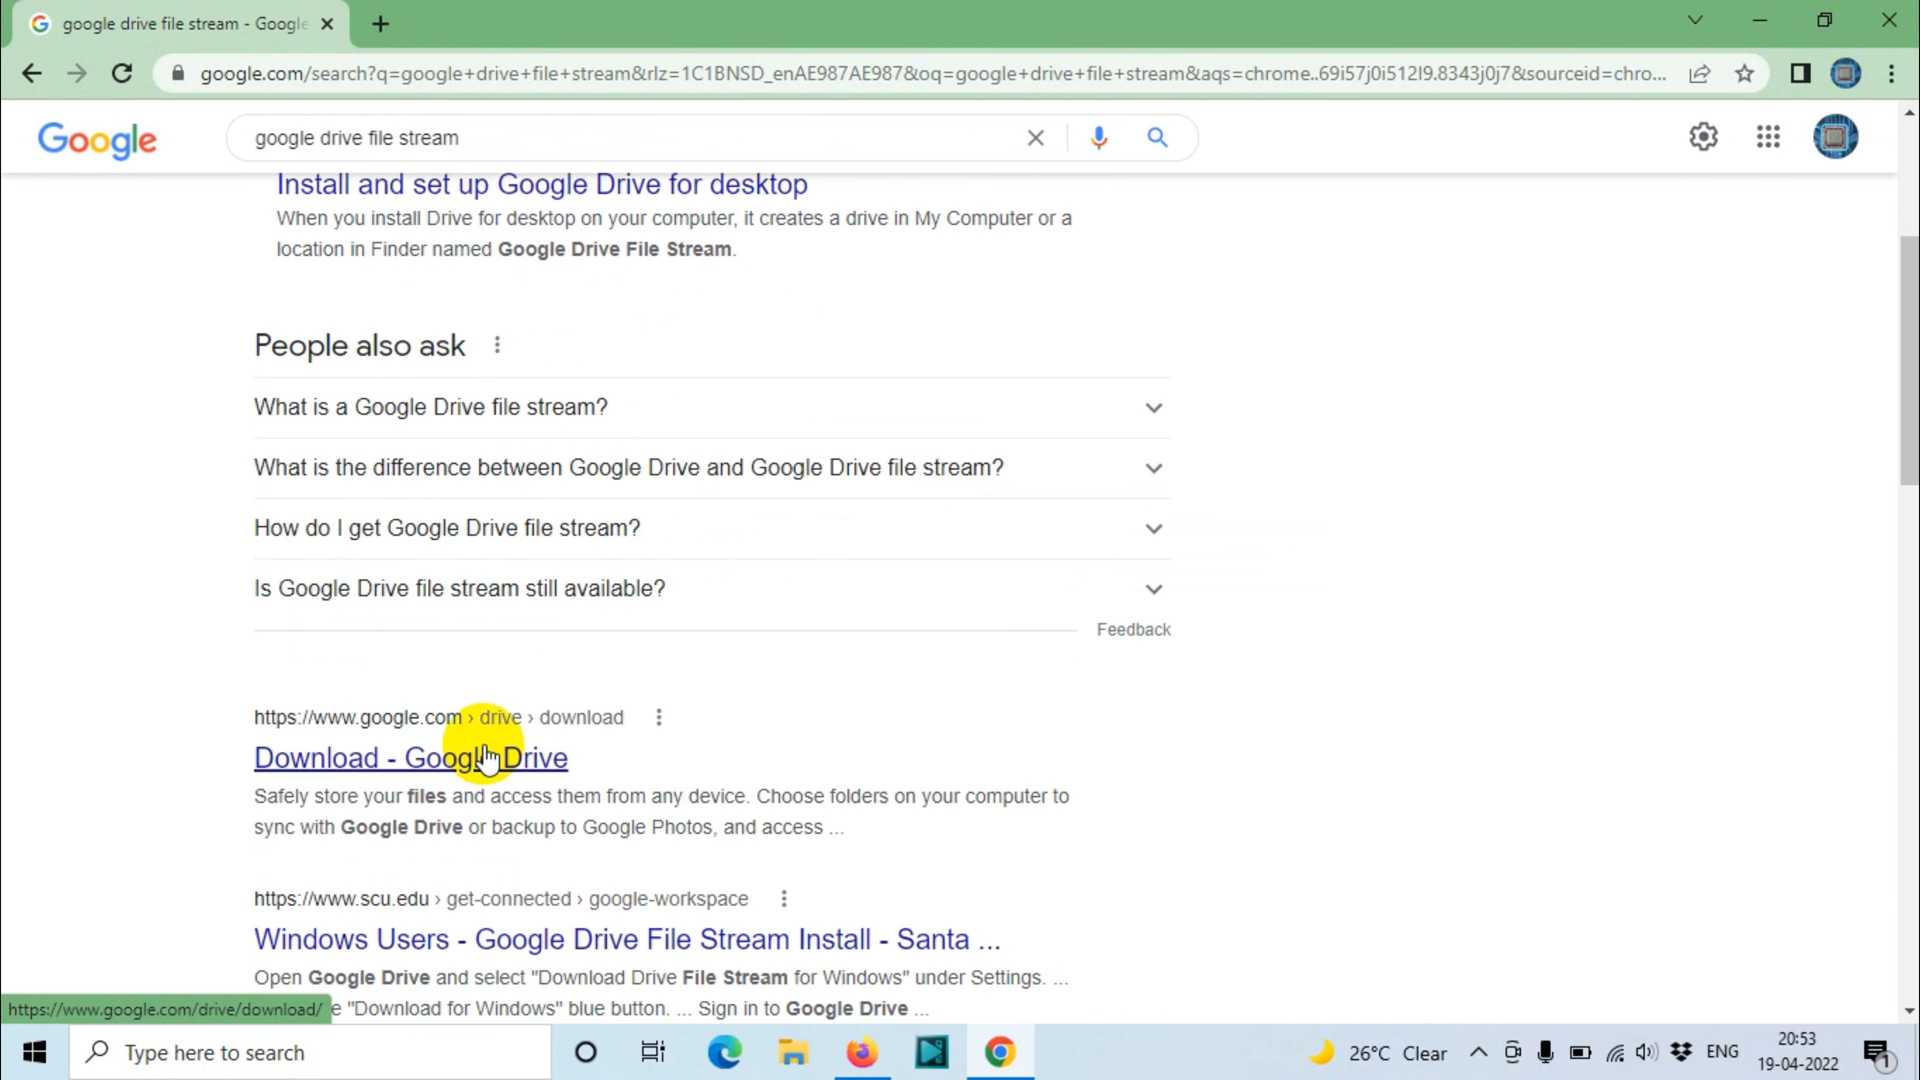 google drive file stream - Google
google.com/search?q=google+drive+file+stream&rlz=1C1BNSD_enAE987AE987&oq=google+drive+file+stream&aqs=chrome..69i57j0i512l9.8343j0j7&sourceid=chro...
Google
google drive file stream
Install and set up Google Drive for desktop
When you install Drive for desktop on your computer, it creates a drive in My Computer or a
location in Finder named Google Drive File Stream.
People also ask
What is a Google Drive file stream?
What is the difference between Google Drive and Google Drive file stream?
How do I get Google Drive file stream?
Is Google Drive file stream still available?
Feedback
https://www.google.com › drive › download
Download - Google Drive
Safely store your files and access them from any device. Choose folders on your computer to
sync with Google Drive or backup to Google Photos, and access ...
https://www.scu.edu › get-connected › google-workspace
Windows Users - Google Drive File Stream Install - Santa ...
Open Google Drive and select "Download Drive File Stream for Windows" under Settings. ...
e "Download for Windows" blue button. ... Sign in to Google Drive ...
https://www.google.com/drive/download/
Type here to search
26°C Clear
ENG
20:53
19-04-2022
1